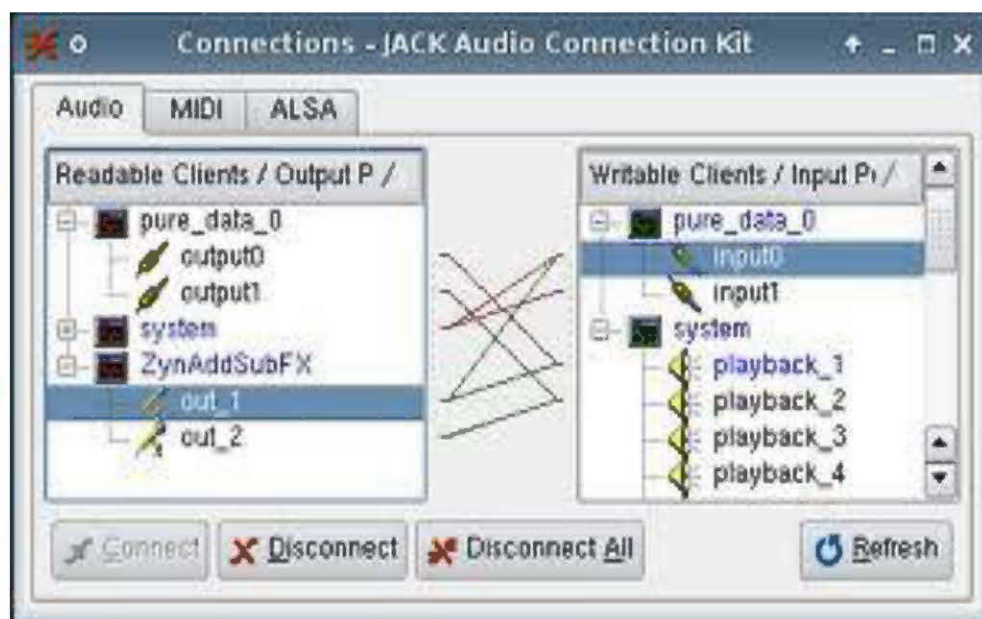 Connections - JACK Audio Connection Kit
Audio MIDI ALSA
Readable Clients / Output P /
pure_data_0
output0
output1
system
ZynAddSubFX
out_1
out_2
Writable Clients / Input P /
pure_data_0
input0
input1
system
playback_1
playback_2
playback_3
playback_4
Connect Disconnect Disconnect All Refresh